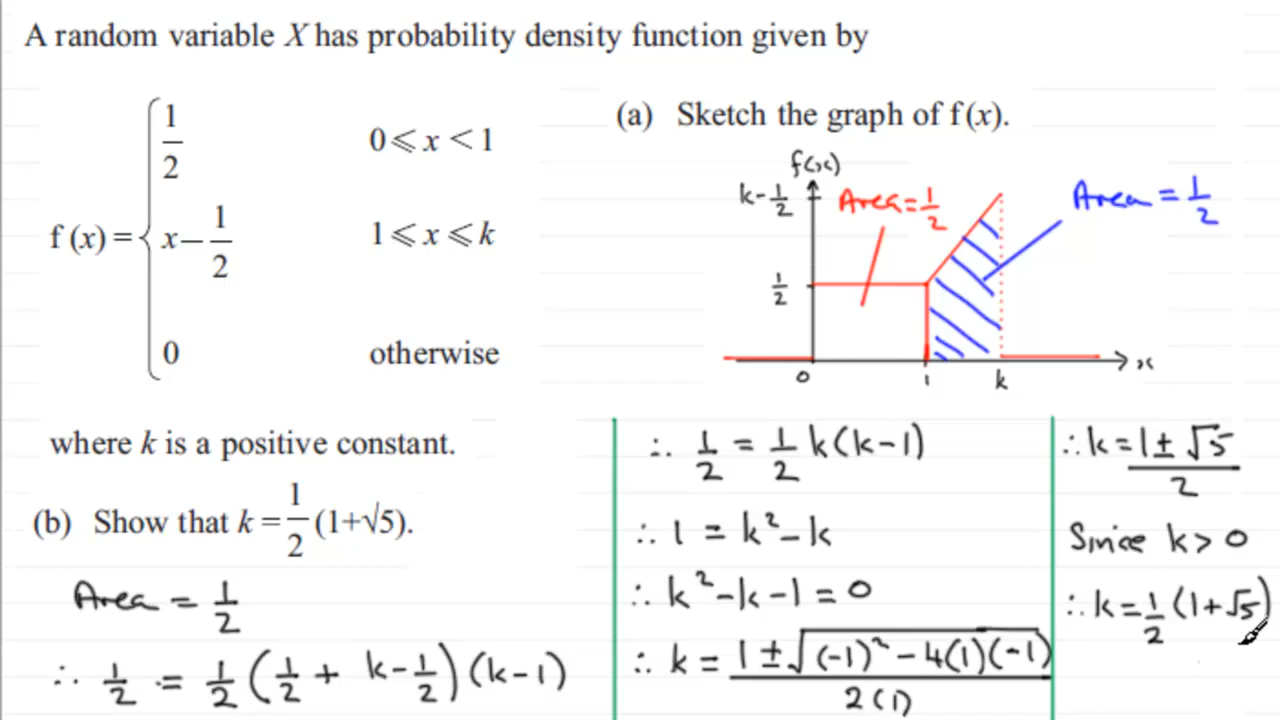 A random variable X has probability density function given by
f(x) = { 1/2 0 ⩽ x < 1
x − 1/2 1 ⩽ x ⩽ k
0 otherwise
where k is a positive constant.
(a) Sketch the graph of f(x).
f(x)
k-1/2
Area=1/2
Area=1/2
1/2
0 1 k x
(b) Show that k = 1/2 (1+√5).
Area = 1/2
∴ 1/2 = 1/2 (1/2 + k-1/2)(k-1)
∴ 1/2 = 1/2 k(k-1)
∴ 1 = k² - k
∴ k² - k - 1 = 0
∴ k = (1 ± √((-1)² - 4(1)(-1))) / 2(1)
∴ k = (1 ± √5) / 2
Since k > 0
∴ k = 1/2 (1+√5)